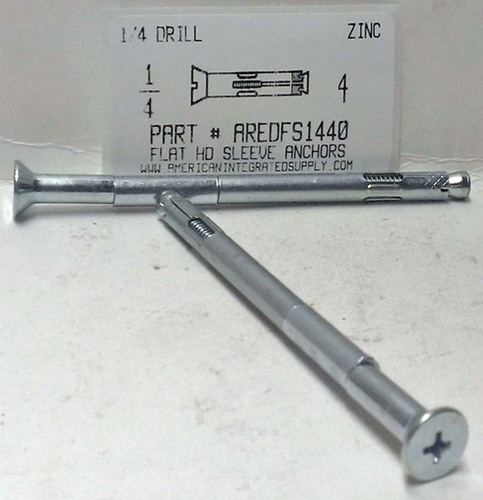 1/4 DRILL ZINC
1/4 4
PART # AREDFS1440
FLAT HD SLEEVE ANCHORS
WWW.AMERICANINTEGRATEDSUPPLY.COM